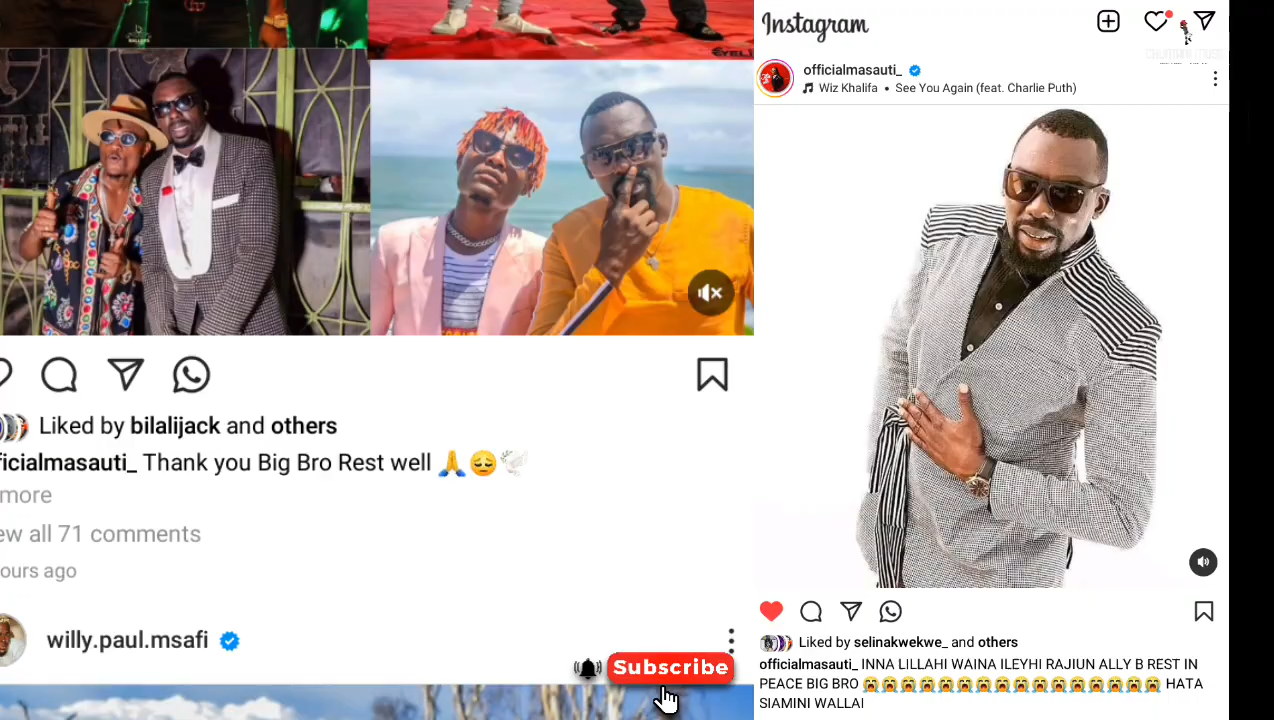 Liked by bilalijack and others
ficialmasauti_ Thank you Big Bro Rest well 🙏😔🕊️
more
ew all 71 comments
ours ago
willy.paul.msafi
Subscribe
Instagram
officialmasauti_
Wiz Khalifa • See You Again (feat. Charlie Puth)
Liked by selinakwekwe_ and others
officialmasauti_ INNA LILLAHI WAINA ILEYHI RAJIUN ALLY B REST IN
PEACE BIG BRO 😭😭😭😭😭😭😭😭😭😭😭😭😭😭😭😭 HATA
SIAMINI WALLAI